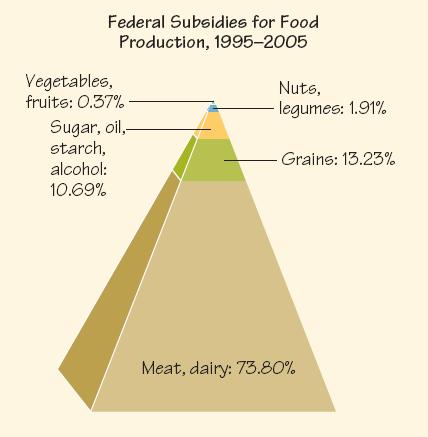 Federal Subsidies for Food
Production, 1995–2005
Vegetables,
fruits: 0.37%
Nuts,
legumes: 1.91%
Sugar, oil,
starch,
alcohol:
10.69%
Grains: 13.23%
Meat, dairy: 73.80%